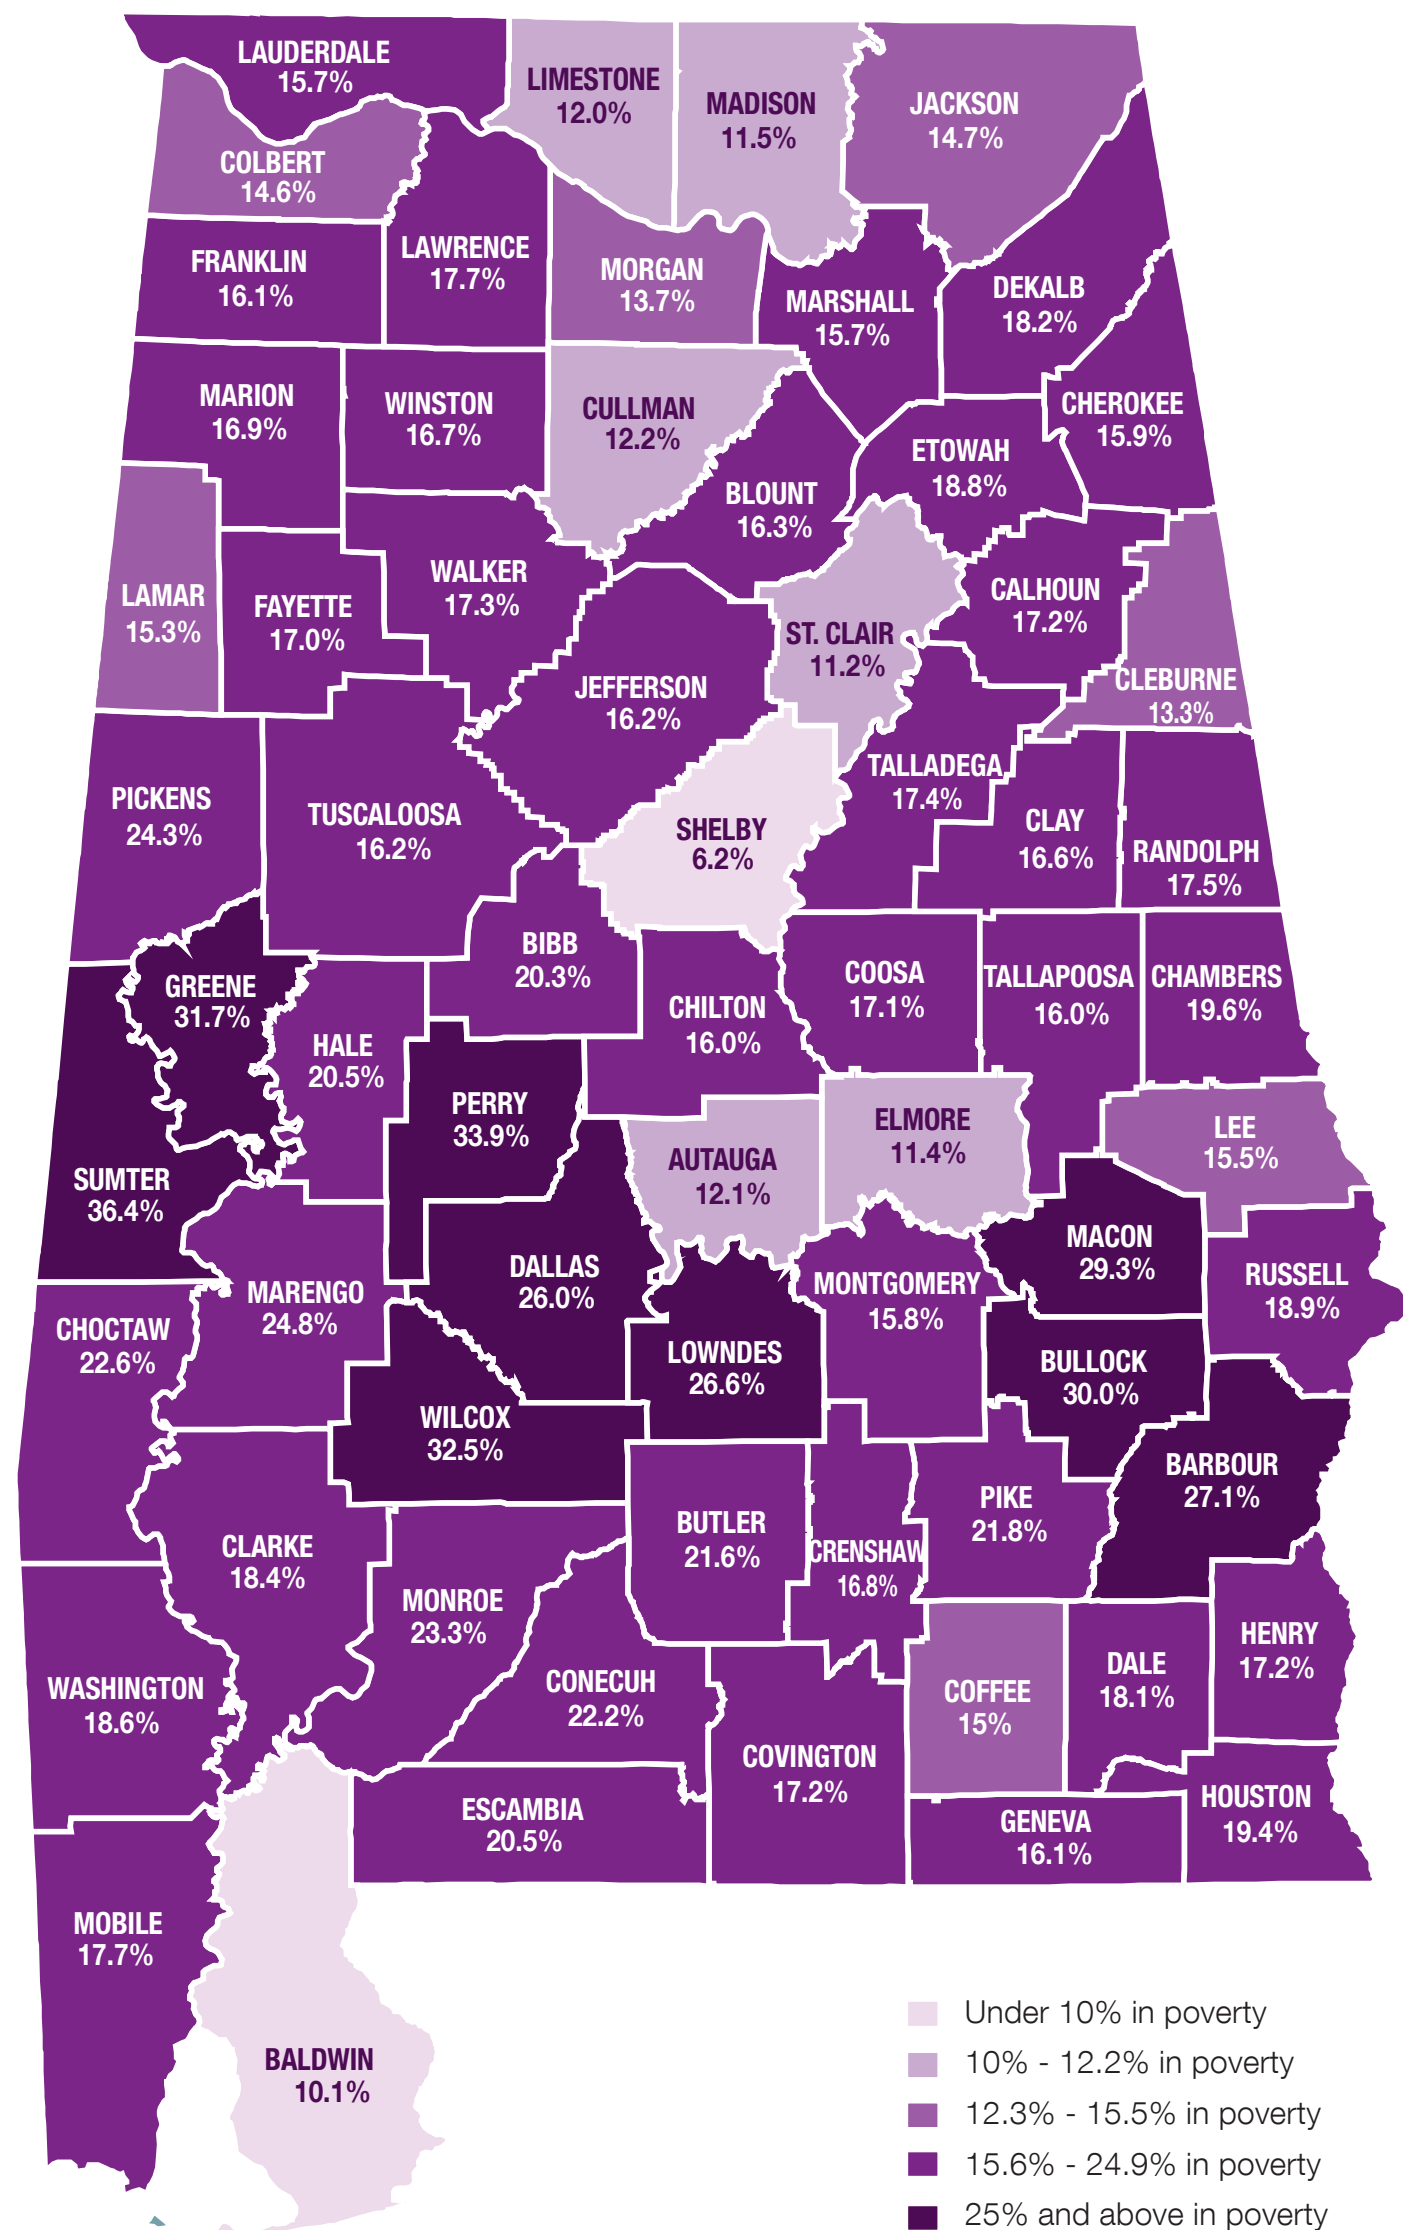 LAUDERDALE
15.7%
LIMESTONE
12.0%
MADISON
11.5%
JACKSON
14.7%
COLBERT
14.6%
FRANKLIN
16.1%
LAWRENCE
17.7%
MORGAN
13.7%
MARSHALL
15.7%
DEKALB
18.2%
MARION
16.9%
WINSTON
16.7%
CULLMAN
12.2%
CHEROKEE
15.9%
ETOWAH
18.8%
BLOUNT
16.3%
LAMAR
15.3%
FAYETTE
17.0%
WALKER
17.3%
CALHOUN
17.2%
ST. CLAIR
11.2%
JEFFERSON
16.2%
CLEBURNE
13.3%
PICKENS
24.3%
TUSCALOOSA
16.2%
SHELBY
6.2%
TALLADEGA
17.4%
CLAY
16.6%
RANDOLPH
17.5%
GREENE
31.7%
BIBB
20.3%
COOSA
17.1%
TALLAPOOSA
16.0%
CHAMBERS
19.6%
HALE
20.5%
CHILTON
16.0%
PERRY
33.9%
ELMORE
11.4%
LEE
15.5%
SUMTER
36.4%
AUTAUGA
12.1%
MACON
29.3%
DALLAS
26.0%
MARENGO
24.8%
MONTGOMERY
15.8%
RUSSELL
18.9%
CHOCTAW
22.6%
LOWNDES
26.6%
BULLOCK
30.0%
WILCOX
32.5%
BARBOUR
27.1%
CLARKE
18.4%
BUTLER
21.6%
CRENSHAW
16.8%
PIKE
21.8%
MONROE
23.3%
HENRY
17.2%
WASHINGTON
18.6%
CONECUH
22.2%
COFFEE
15%
DALE
18.1%
COVINGTON
17.2%
ESCAMBIA
20.5%
GENEVA
16.1%
HOUSTON
19.4%
MOBILE
17.7%
BALDWIN
10.1%
Under 10% in poverty
10% - 12.2% in poverty
12.3% - 15.5% in poverty
15.6% - 24.9% in poverty
25% and above in poverty